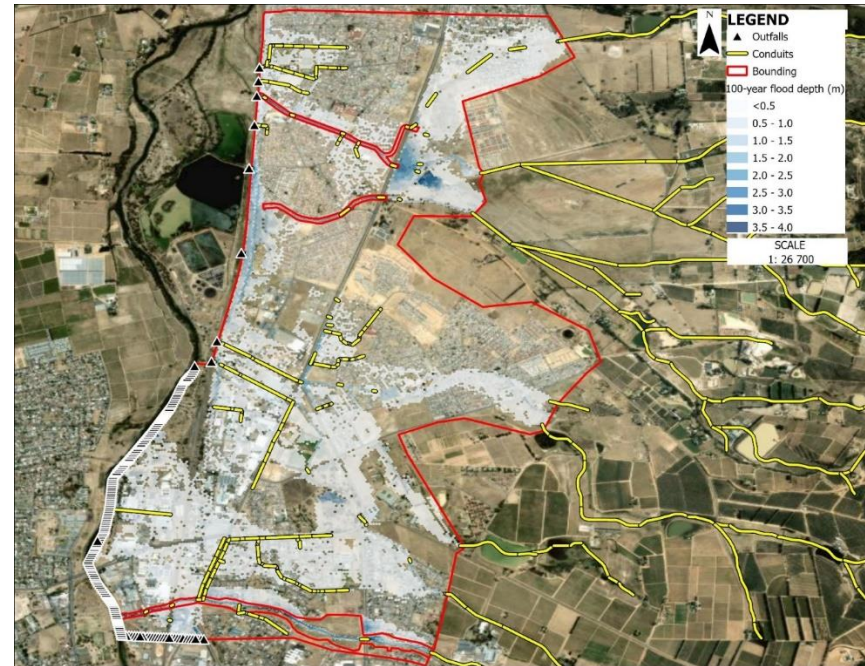 N
LEGEND
Outfalls
Conduits
Bounding
100-year flood depth (m)
<0.5
0.5 - 1.0
1.0 - 1.5
1.5 - 2.0
2.0 - 2.5
2.5 - 3.0
3.0 - 3.5
3.5 - 4.0
SCALE
1: 26 700